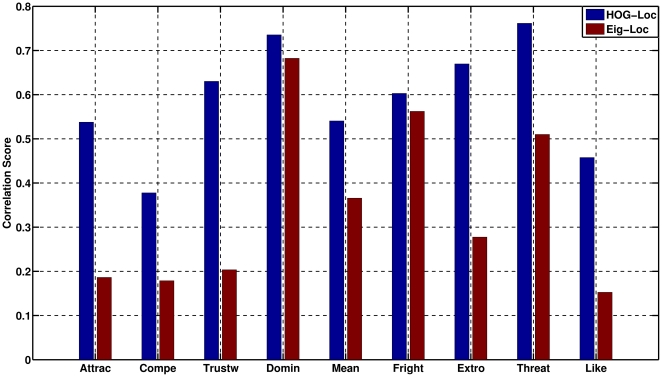 0.8
0.7
0.6
0.5
0.4
0.3
0.2
0.1
0
Correlation Score
HOG-Loc
Eig-Loc
Attrac Compe Trustw Domin Mean Fright Extro Threat Like